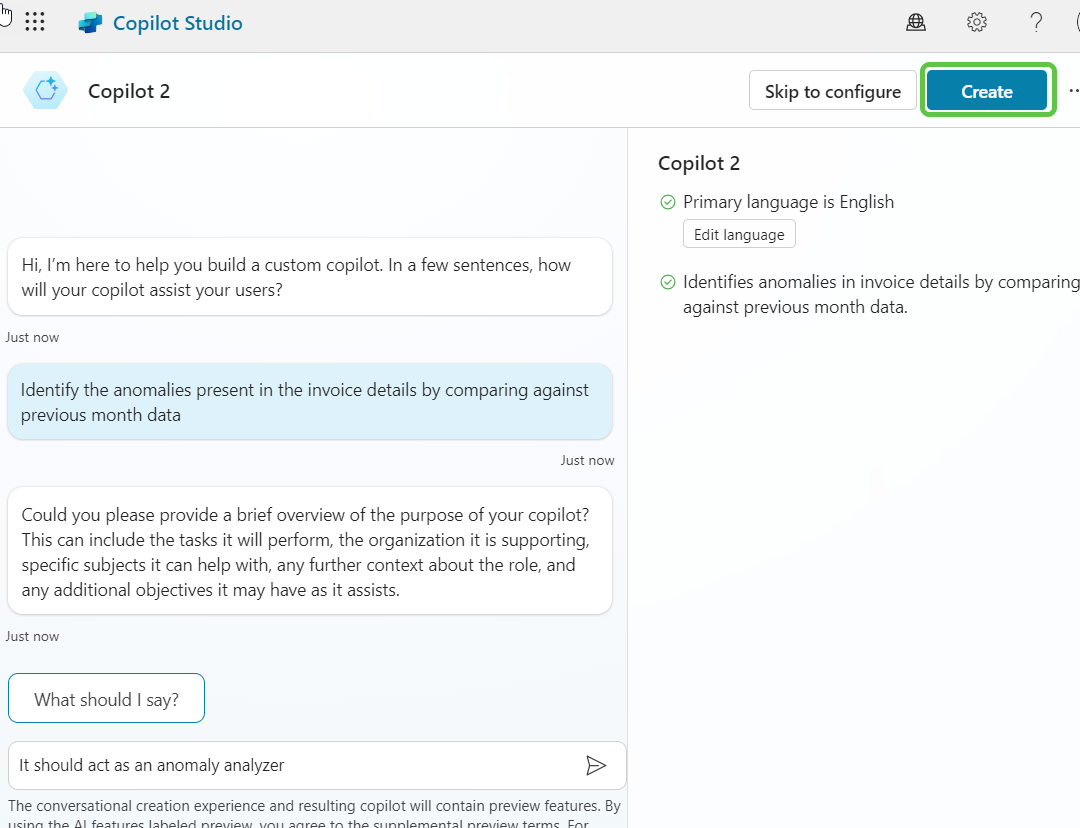 Copilot Studio
Copilot 2
Skip to configure
Create
Hi, I'm here to help you build a custom copilot. In a few sentences, how
will your copilot assist your users?
Just now
Identify the anomalies present in the invoice details by comparing against
previous month data
Just now
Could you please provide a brief overview of the purpose of your copilot?
This can include the tasks it will perform, the organization it is supporting,
specific subjects it can help with, any further context about the role, and
any additional objectives it may have as it assists.
Just now
What should I say?
It should act as an anomaly analyzer
The conversational creation experience and resulting copilot will contain preview features. By
using the AI features labeled preview, you agree to the supplemental preview terms. For
Copilot 2
Primary language is English
Edit language
Identifies anomalies in invoice details by comparing
against previous month data.